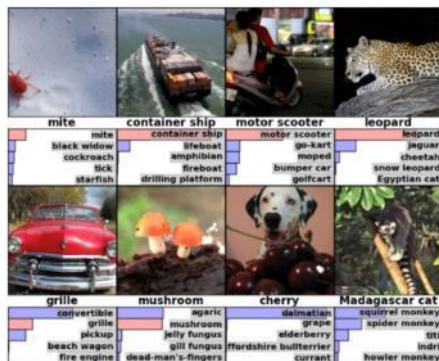 mite
container ship
motor scooter
leopard
mite
black widow
cockroach
tick
starfish
container ship
lifeboat
amphibian
fireboat
drilling platform
motor scooter
go-kart
moped
bumper car
golfcart
leopard
jaguar
cheetah
snow leopard
Egyptian cat
grille
mushroom
cherry
Madagascar cat
convertible
grille
pickup
beach wagon
fire engine
agaric
mushroom
jelly fungus
gill fungus
dead-man's-fingers
dalmatian
grape
elderberry
ffordshire bullterrier
currant
squirrel monkey
spider monkey
titi
indri
howler monkey